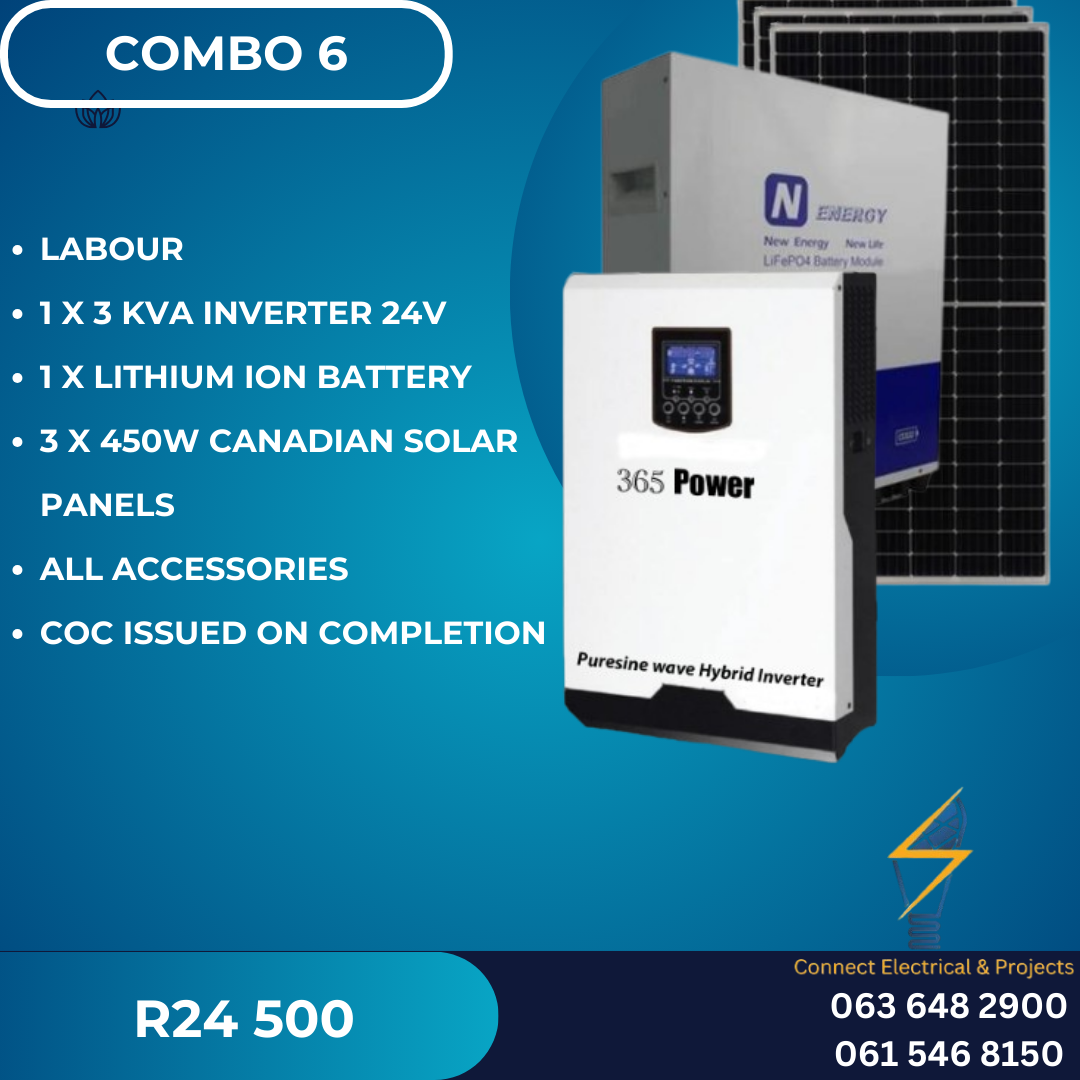 COMBO 6
• LABOUR
• 1 X 3 KVA INVERTER 24V
• 1 X LITHIUM ION BATTERY
• 3 X 450W CANADIAN SOLAR
PANELS
• ALL ACCESSORIES
• COC ISSUED ON COMPLETION
N ENERGY
New Energy New Life
LiFePO4 Battery Module
365 Power
Puresine wave Hybrid Inverter
R24 500
Connect Electrical & Projects
063 648 2900
061 546 8150